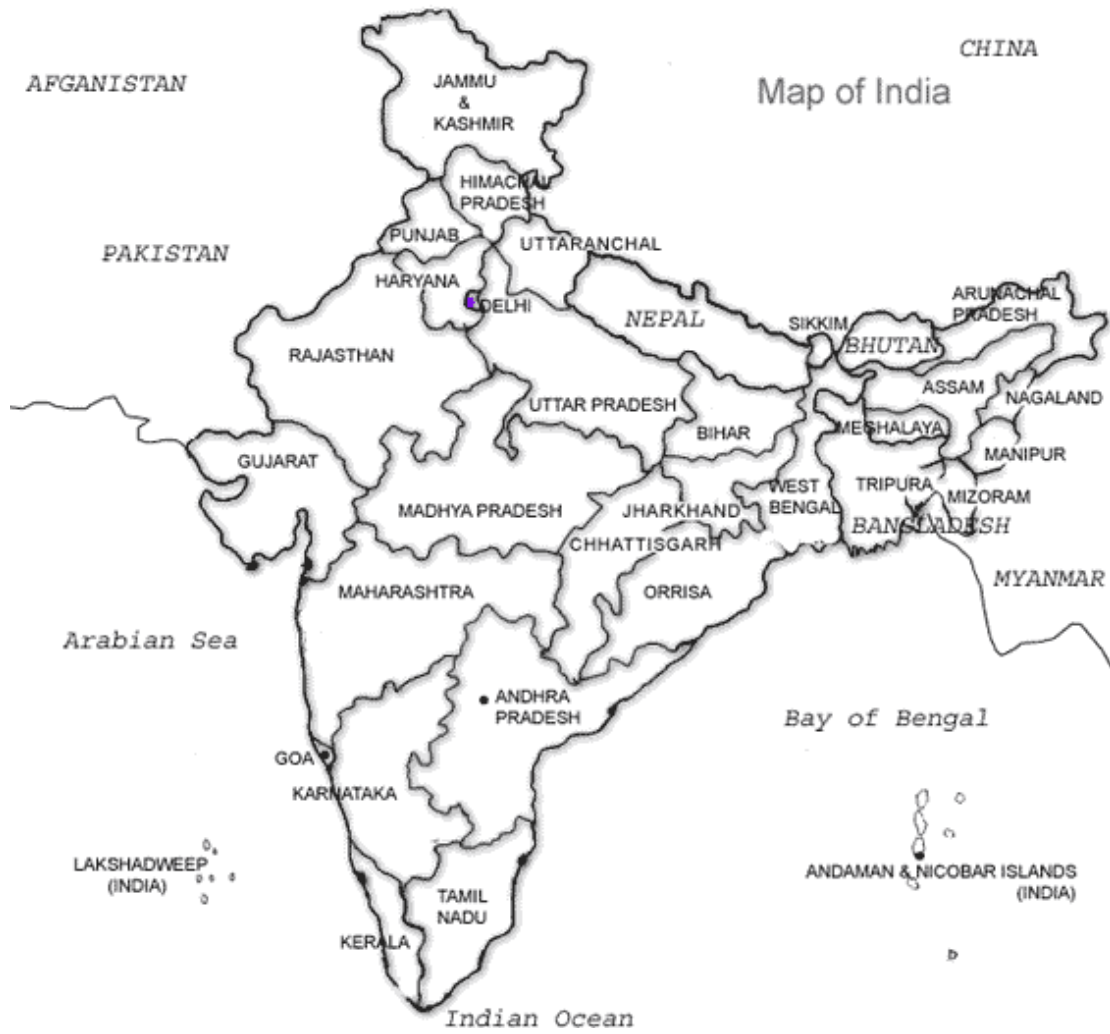 CHINA
AFGANISTAN
JAMMU
&
KASHMIR
Map of India
HIMACHAL
PRADESH
PUNJAB
UTTARANCHAL
PAKISTAN
HARYANA
DELHI
NEPAL
SIKKIM
ARUNACHAL
PRADESH
BHUTAN
RAJASTHAN
ASSAM
NAGALAND
UTTAR PRADESH
BIHAR
MEGHALAYA
MANIPUR
GUJARAT
WEST
BENGAL
TRIPURA
MIZORAM
MADHYA PRADESH
JHARKHAND
BANGLADESH
CHHATTISGARH
MYANMAR
MAHARASHTRA
ORRISA
Arabian Sea
ANDHRA
PRADESH
Bay of Bengal
GOA
KARNATAKA
LAKSHADWEEP
(INDIA)
ANDAMAN & NICOBAR ISLANDS
(INDIA)
TAMIL
NADU
KERALA
Indian Ocean